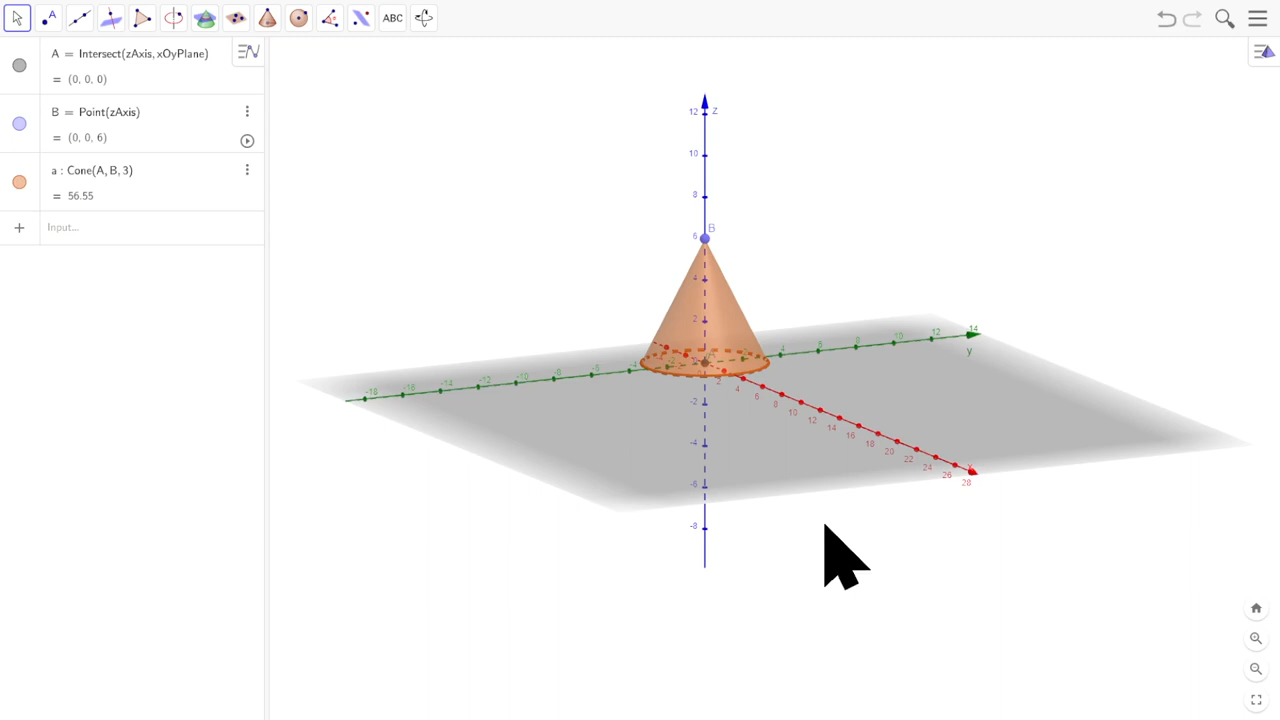 ABC
A = Intersect(zAxis, xOyPlane)
= (0, 0, 0)
B = Point(zAxis)
= (0, 0, 6)
a : Cone(A, B, 3)
= 56.55
+ Input...
12 z
10
8
B
6
4
2
0
-2
-4
-6
-8
-18 -16 -14 -12 -10 -8 -6 -4 -2 4 6 8 10 12 14
y
2 4 6 8 10 12 14 16 18 20 22 24 26 28
x